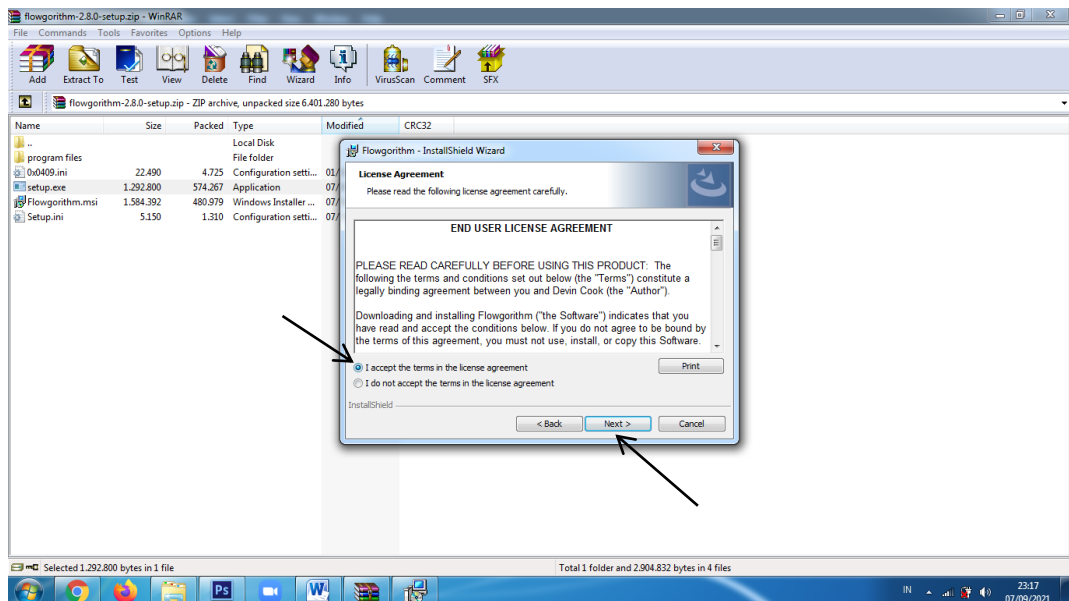 flowgorithm-2.8.0-setup.zip - WinRAR
File Commands Tools Favorites Options Help
Add Extract To Test View Delete Find Wizard Info VirusScan Comment SFX
flowgorithm-2.8.0-setup.zip - ZIP archive, unpacked size 6.401.280 bytes
Name Size Packed Type Modified CRC32
.. Local Disk
program files File folder
0x0409.ini 22.490 4.725 Configuration setti... 01/
setup.exe 1.292.800 574.267 Application 07/
Flowgorithm.msi 1.584.392 480.979 Windows Installer ... 07/
Setup.ini 5.150 1.310 Configuration setti... 07/
Flowgorithm - InstallShield Wizard
License Agreement
Please read the following license agreement carefully.
END USER LICENSE AGREEMENT
PLEASE READ CAREFULLY BEFORE USING THIS PRODUCT: The
following the terms and conditions set out below (the "Terms") constitute a
legally binding agreement between you and Devin Cook (the "Author").
Downloading and installing Flowgorithm ("the Software") indicates that you
have read and accept the conditions below. If you do not agree to be bound by
the terms of this agreement, you must not use, install, or copy this Software.
I accept the terms in the license agreement
Print
I do not accept the terms in the license agreement
InstallShield
< Back Next > Cancel
Selected 1.292.800 bytes in 1 file Total 1 folder and 2.904.832 bytes in 4 files
Ps W IN 23:17
07/09/2021